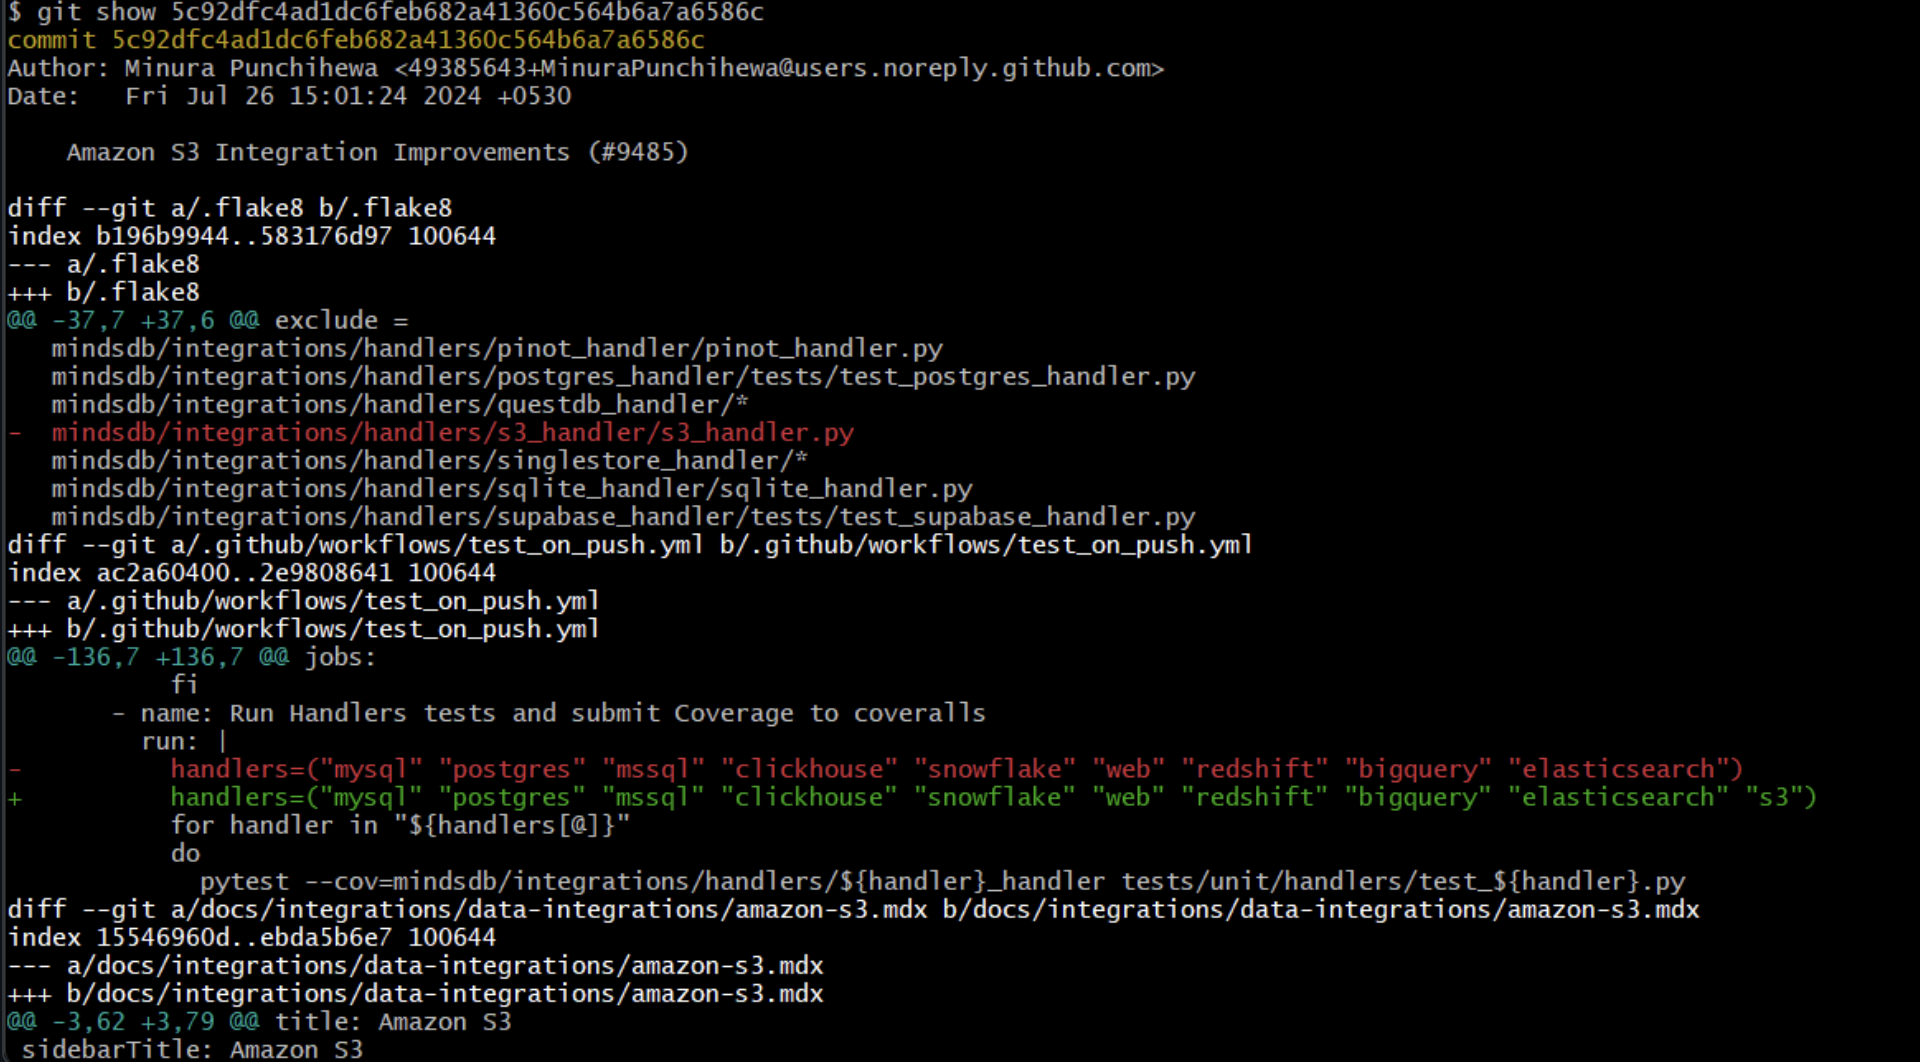 $ git show 5c92dfc4ad1dc6feb682a41360c564b6a7a6586c
commit 5c92dfc4ad1dc6feb682a41360c564b6a7a6586c
Author: Minura Punchihewa <49385643+MinuraPunchihewa@users.noreply.github.com>
Date:   Fri Jul 26 15:01:24 2024 +0530

    Amazon S3 Integration Improvements (#9485)

diff --git a/.flake8 b/.flake8
index b196b9944..583176d97 100644
--- a/.flake8
+++ b/.flake8
@@ -37,7 +37,6 @@ exclude =
   mindsdb/integrations/handlers/pinot_handler/pinot_handler.py
   mindsdb/integrations/handlers/postgres_handler/tests/test_postgres_handler.py
   mindsdb/integrations/handlers/questdb_handler/*
-  mindsdb/integrations/handlers/s3_handler/s3_handler.py
   mindsdb/integrations/handlers/singlestore_handler/*
   mindsdb/integrations/handlers/sqlite_handler/sqlite_handler.py
   mindsdb/integrations/handlers/supabase_handler/tests/test_supabase_handler.py
diff --git a/.github/workflows/test_on_push.yml b/.github/workflows/test_on_push.yml
index ac2a60400..2e9808641 100644
--- a/.github/workflows/test_on_push.yml
+++ b/.github/workflows/test_on_push.yml
@@ -136,7 +136,7 @@ jobs:
           fi
       - name: Run Handlers tests and submit Coverage to coveralls
         run: |
-          handlers=("mysql" "postgres" "mssql" "clickhouse" "snowflake" "web" "redshift" "bigquery" "elasticsearch")
+          handlers=("mysql" "postgres" "mssql" "clickhouse" "snowflake" "web" "redshift" "bigquery" "elasticsearch" "s3")
           for handler in "${handlers[@]}"
           do
             pytest --cov=mindsdb/integrations/handlers/${handler}_handler tests/unit/handlers/test_${handler}.py
diff --git a/docs/integrations/data-integrations/amazon-s3.mdx b/docs/integrations/data-integrations/amazon-s3.mdx
index 15546960d..ebda5b6e7 100644
--- a/docs/integrations/data-integrations/amazon-s3.mdx
+++ b/docs/integrations/data-integrations/amazon-s3.mdx
@@ -3,62 +3,79 @@ title: Amazon S3
 sidebarTitle: Amazon S3